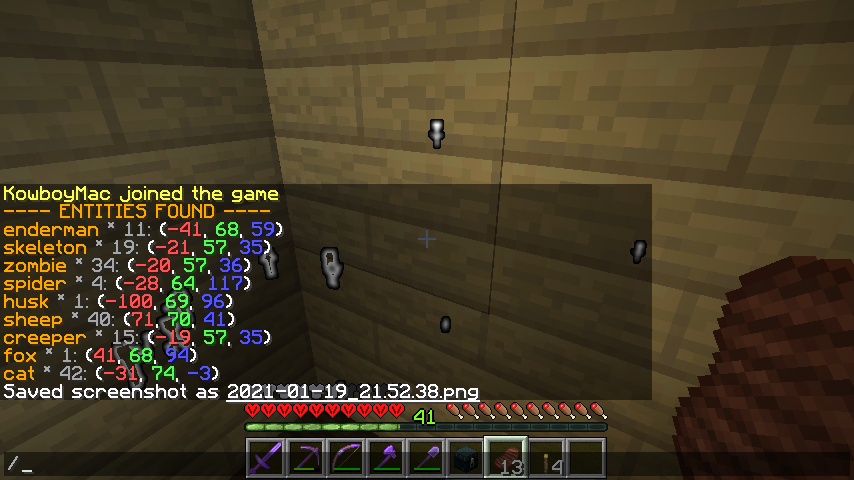 KowboyMac joined the game
---- ENTITIES FOUND ----
enderman * 11: (-41, 68, 59)
skeleton * 19: (-21, 57, 35)
zombie * 34: (-20, 57, 36)
spider * 4: (-28, 64, 117)
husk * 1: (-100, 69, 96)
sheep * 40: (71, 70, 41)
creeper * 15: (-19, 57, 35)
fox * 1: (41, 68, 94)
cat * 42: (-31, 74, -3)
Saved screenshot as 2021-01-19_21.52.38.png
41
13 4
/_